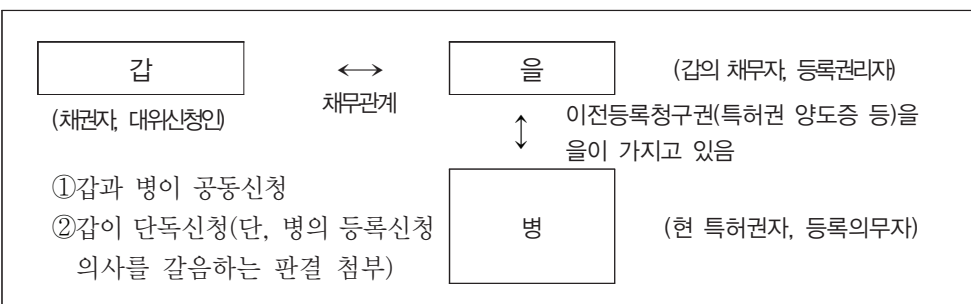 갑 ↔ 을 (갑의 채무자, 등록권리자)
(채권자, 대위신청인) 채무관계
↕ 이전등록청구권(특허권 양도증 등)을
을이 가지고 있음
①갑과 병이 공동신청
②갑이 단독신청(단, 병의 등록신청
의사를 갈음하는 판결 첨부)
병 (현 특허권자, 등록의무자)